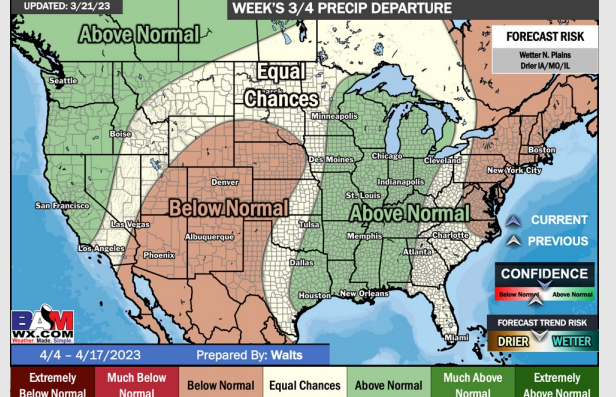 UPDATED: 3/21/23
WEEK'S 3/4 PRECIP DEPARTURE
FORECAST RISK
Wetter N. Plains
Drier IA/MO/IL
Above Normal
Seattle
Equal
Chances
Minneapolis
Boise
Boston
Des Moines
Chicago
Cleveland
New York City
Denver
Indianapolis
San Francisco
St. Louis
Below Normal
Above Normal
Las Vegas
Tulsa
CURRENT
Albuquerque
Memphis
Charlotte
PREVIOUS
Los Angeles
Phoenix
Atlanta
Dallas
CONFIDENCE
Below Normal
Above Normal
Houston
New Orleans
BAM
WX.COM
Weather. Made. Simple.
FORECAST TREND RISK
DRIER
WETTER
Miami
4/4 – 4/17/2023
Prepared By: Walts
Extremely
Below Normal
Much Below
Normal
Below Normal
Equal Chances
Above Normal
Much Above
Normal
Extremely
Above Normal